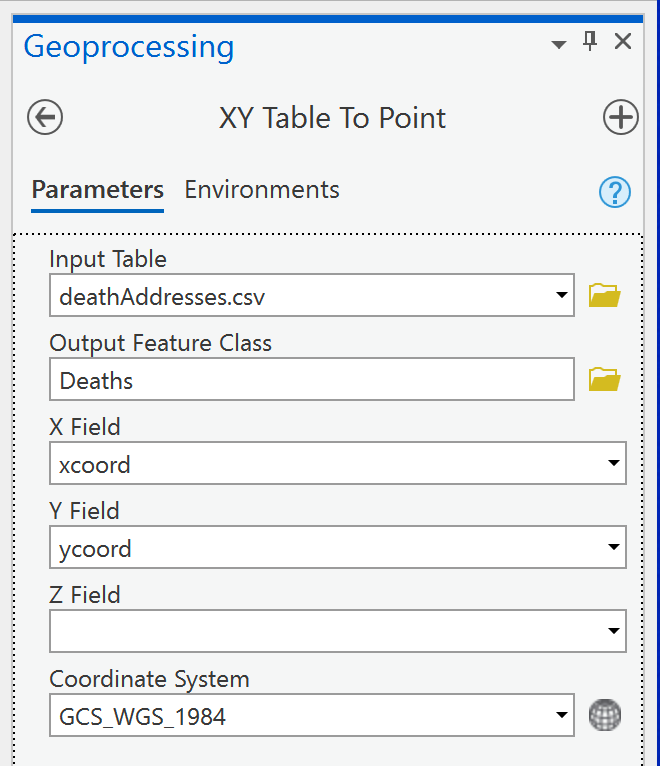 Geoprocessing
XY Table To Point
Parameters Environments
?
Input Table
deathAddresses.csv
Output Feature Class
Deaths
X Field
xcoord
Y Field
ycoord
Z Field
Coordinate System
GCS_WGS_1984